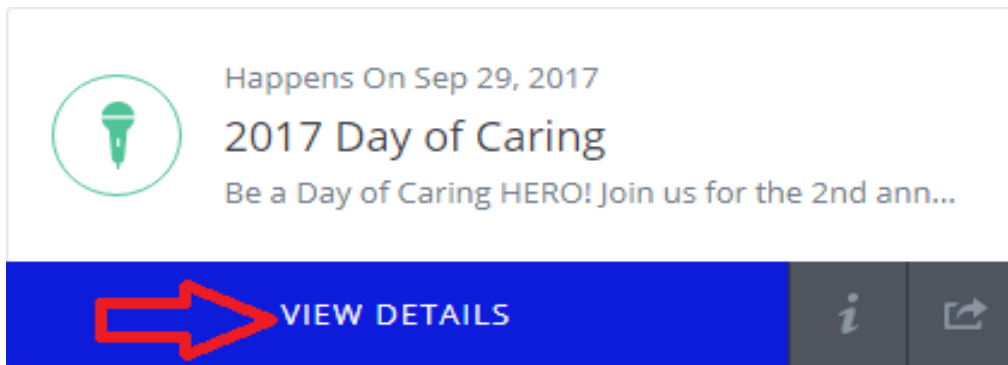 Happens On Sep 29, 2017
2017 Day of Caring
Be a Day of Caring HERO! Join us for the 2nd ann...
VIEW DETAILS